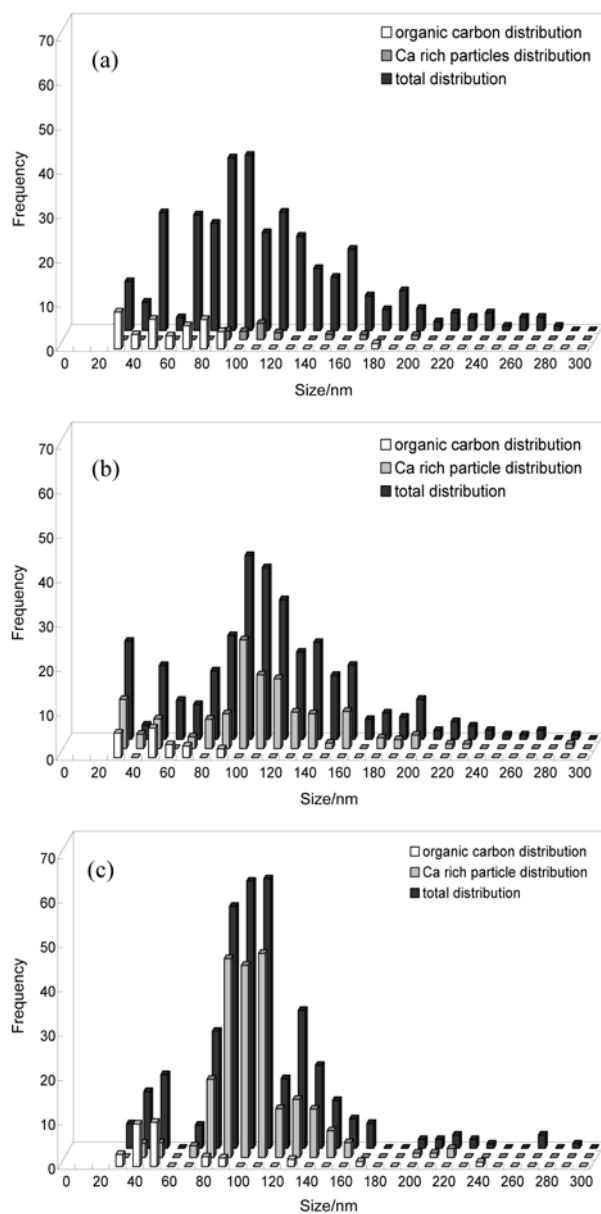 organic carbon distribution
Ca rich particles distribution
total distribution
(a)
Frequency
70
60
50
40
30
20
10
0
0 20 40 60 80 100 120 140 160 180 200 220 240 260 280 300
Size/nm
organic carbon distribution
Ca rich particle distribution
total distribution
(b)
Frequency
70
60
50
40
30
20
10
0
0 20 40 60 80 100 120 140 160 180 200 220 240 260 280 300
Size/nm
organic carbon distribution
Ca rich particle distribution
total distribution
(c)
Frequency
70
60
50
40
30
20
10
0
0 20 40 60 80 100 120 140 160 180 200 220 240 260 280 300
Size/nm